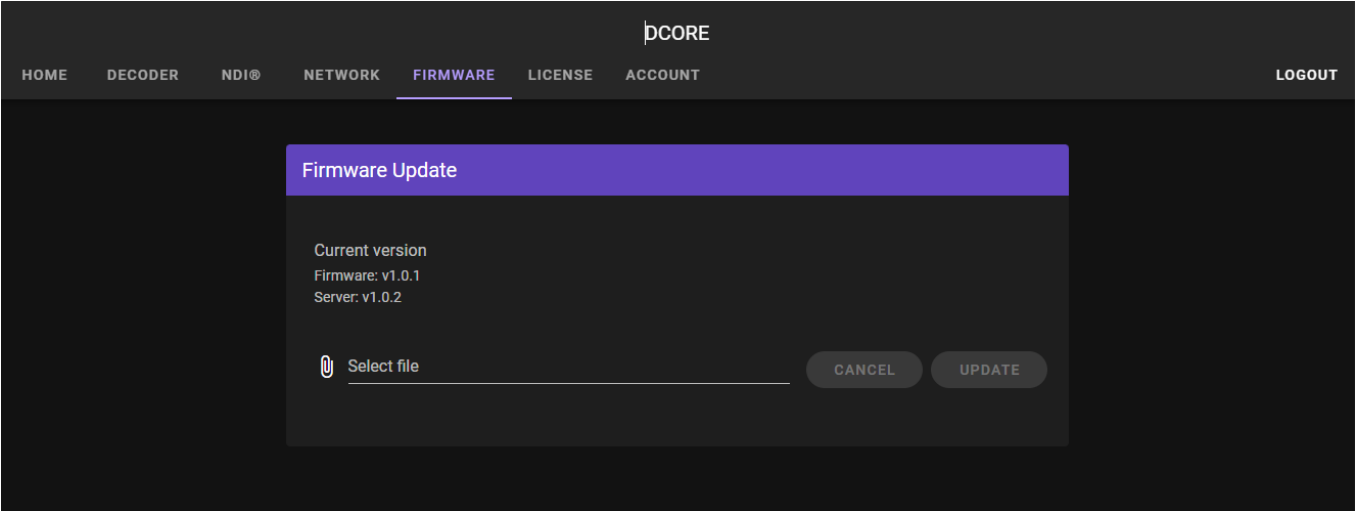 DCORE
HOME DECODER NDI® NETWORK FIRMWARE LICENSE ACCOUNT LOGOUT
Firmware Update
Current version
Firmware: v1.0.1
Server: v1.0.2
Select file CANCEL UPDATE